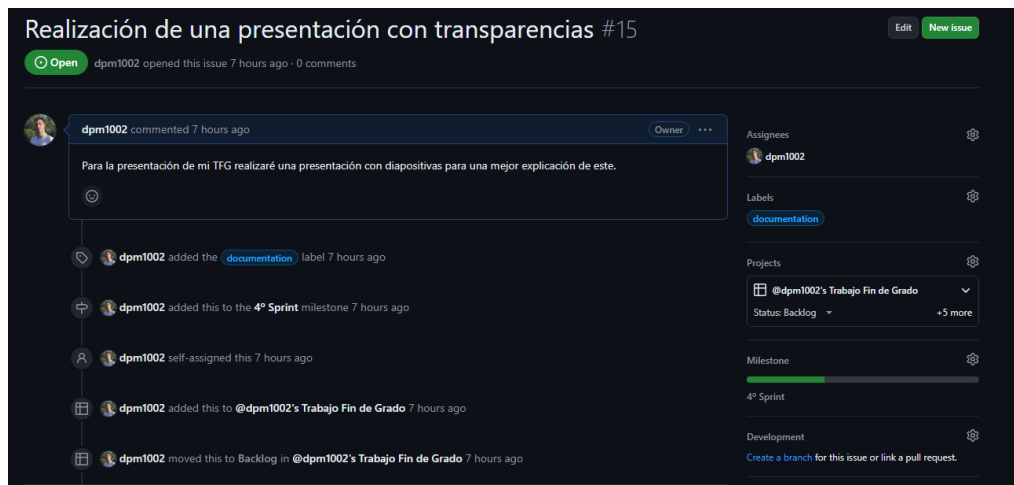 Realización de una presentación con transparencias #15
Edit
New issue
Open
dpm1002 opened this issue 7 hours ago · 0 comments
dpm1002 commented 7 hours ago
Owner
Para la presentación de mi TFG realizaré una presentación con diapositivas para una mejor explicación de este.
dpm1002 added the documentation label 7 hours ago
dpm1002 added this to the 4º Sprint milestone 7 hours ago
dpm1002 self-assigned this 7 hours ago
dpm1002 added this to @dpm1002's Trabajo Fin de Grado 7 hours ago
dpm1002 moved this to Backlog in @dpm1002's Trabajo Fin de Grado 7 hours ago
Assignees
dpm1002
Labels
documentation
Projects
@dpm1002's Trabajo Fin de Grado
Status: Backlog
+5 more
Milestone
4º Sprint
Development
Create a branch for this issue or link a pull request.